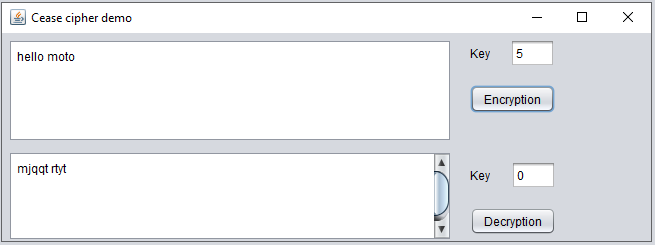 Cease cipher demo
hello moto
Key 5
Encryption
mjqqt rtyt
Key 0
Decryption